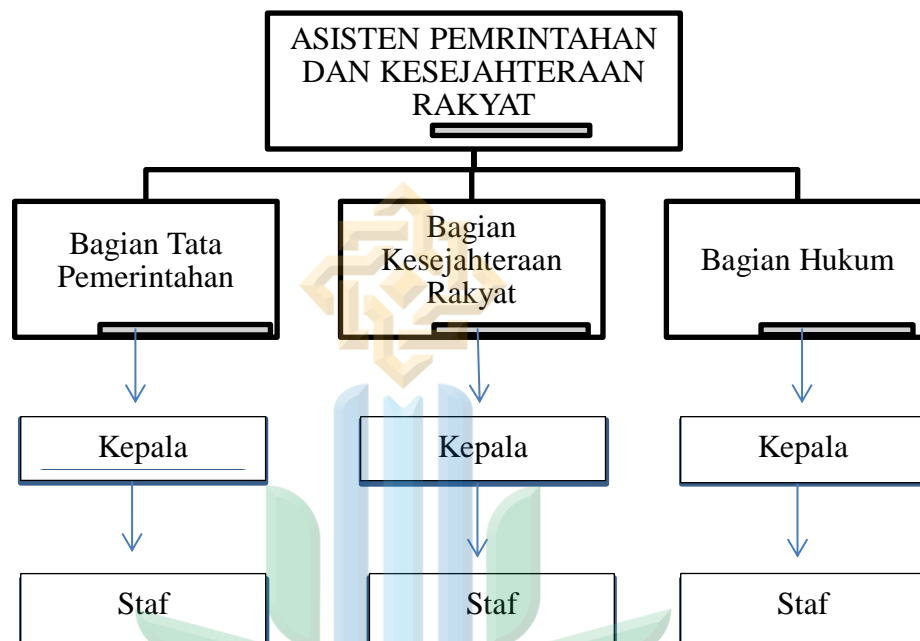 ASISTEN PEMRINTAHAN
DAN KESEJAHTERAAN
RAKYAT
Bagian Tata
Pemerintahan
Bagian
Kesejahteraan
Rakyat
Bagian Hukum
Kepala
Kepala
Kepala
Staf
Staf
Staf